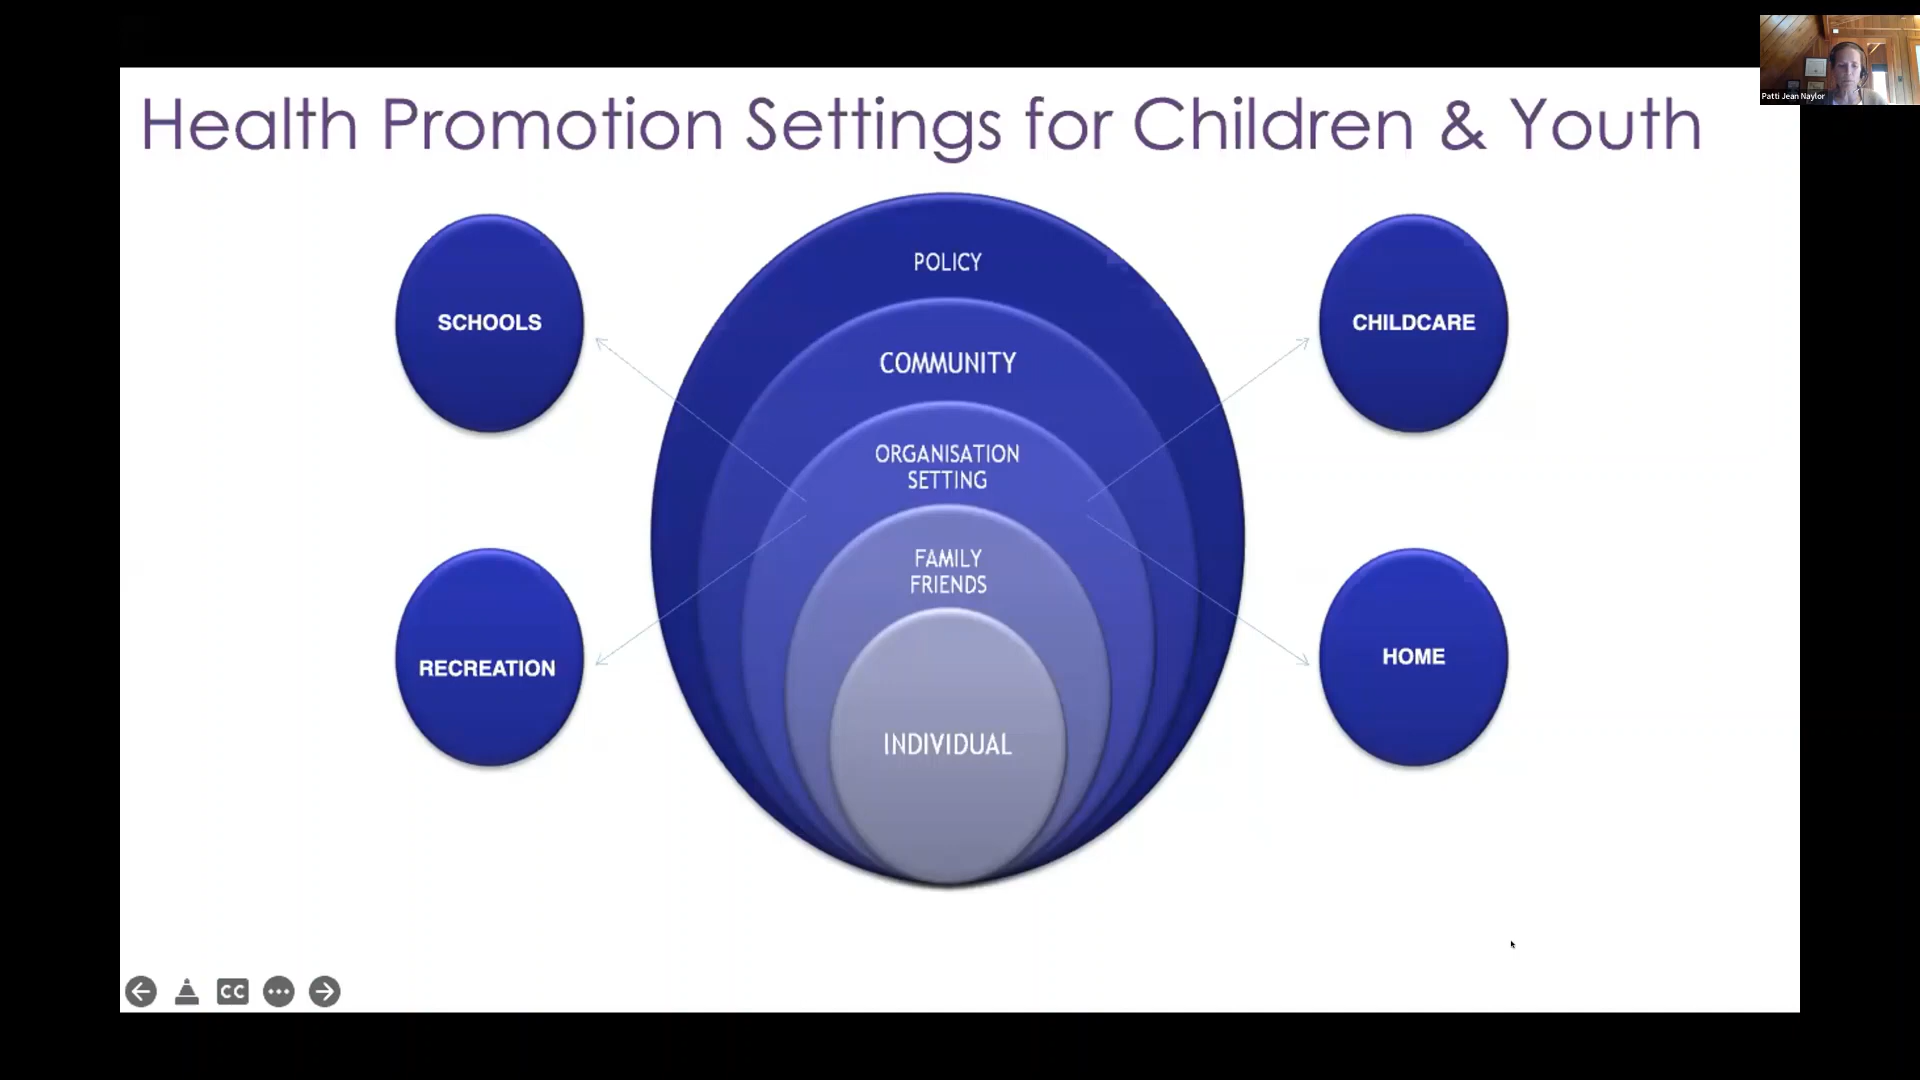 Health Promotion Settings for Children & Youth
Patti Jean Naylor
SCHOOLS
POLICY
CHILDCARE
COMMUNITY
ORGANISATION
SETTING
FAMILY
FRIENDS
RECREATION
HOME
INDIVIDUAL
CC